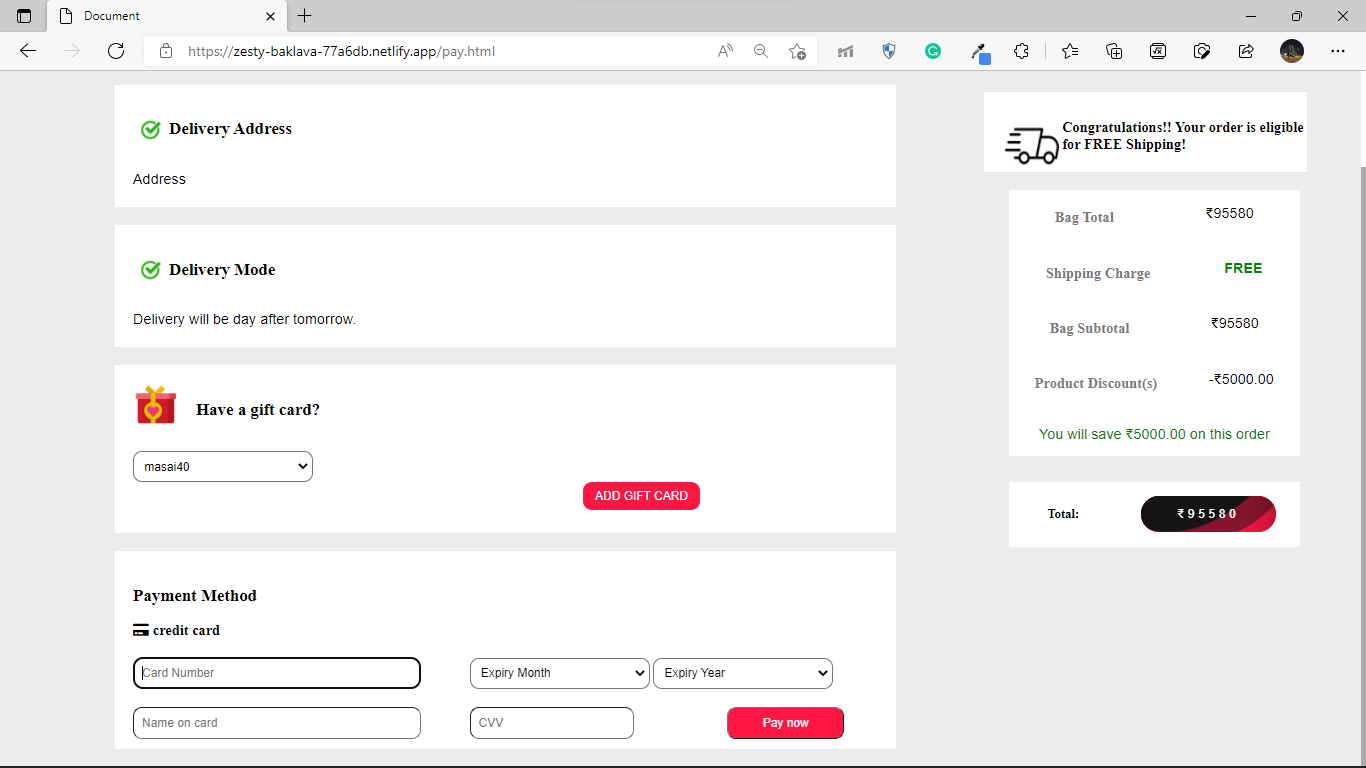 Document
https://zesty-baklava-77a6db.netlify.app/pay.html
Delivery Address
Address
Delivery Mode
Delivery will be day after tomorrow.
Have a gift card?
masai40
ADD GIFT CARD
Payment Method
credit card
Card Number
Expiry Month
Expiry Year
Name on card
CVV
Pay now
Congratulations!! Your order is eligible
for FREE Shipping!
Bag Total ₹95580
Shipping Charge FREE
Bag Subtotal ₹95580
Product Discount(s) -₹5000.00
You will save ₹5000.00 on this order
Total: ₹95580